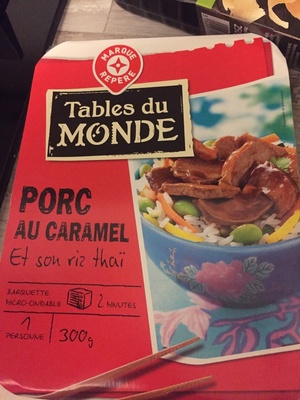 MARQUE
REPÈRE
Tables du
MONDE
PORC
AU CARAMEL
Et son riz thaï
BARQUETTE
MICRO-ONDABLE
2 MINUTES
1
PERSONNE
300g